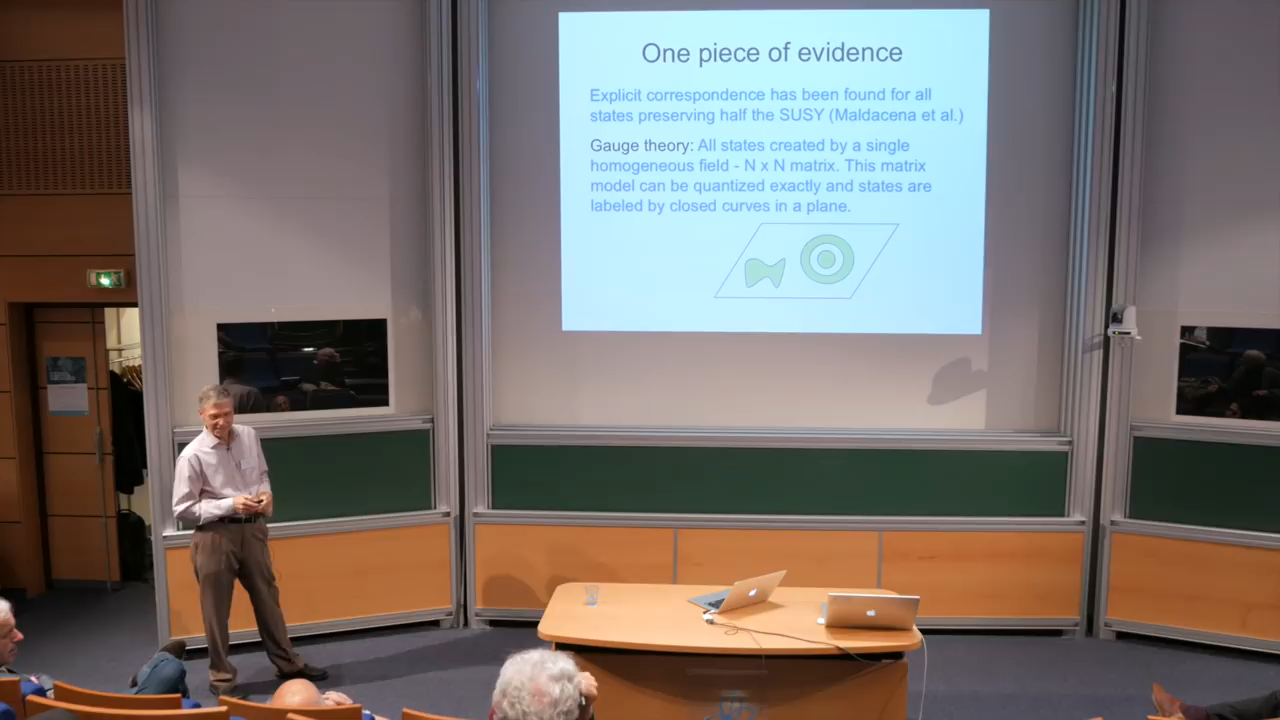 One piece of evidence
Explicit correspondence has been found for all
states preserving half the SUSY (Maldacena et al.)
Gauge theory: All states created by a single
homogeneous field - N x N matrix. This matrix
model can be quantized exactly and states are
labeled by closed curves in a plane.